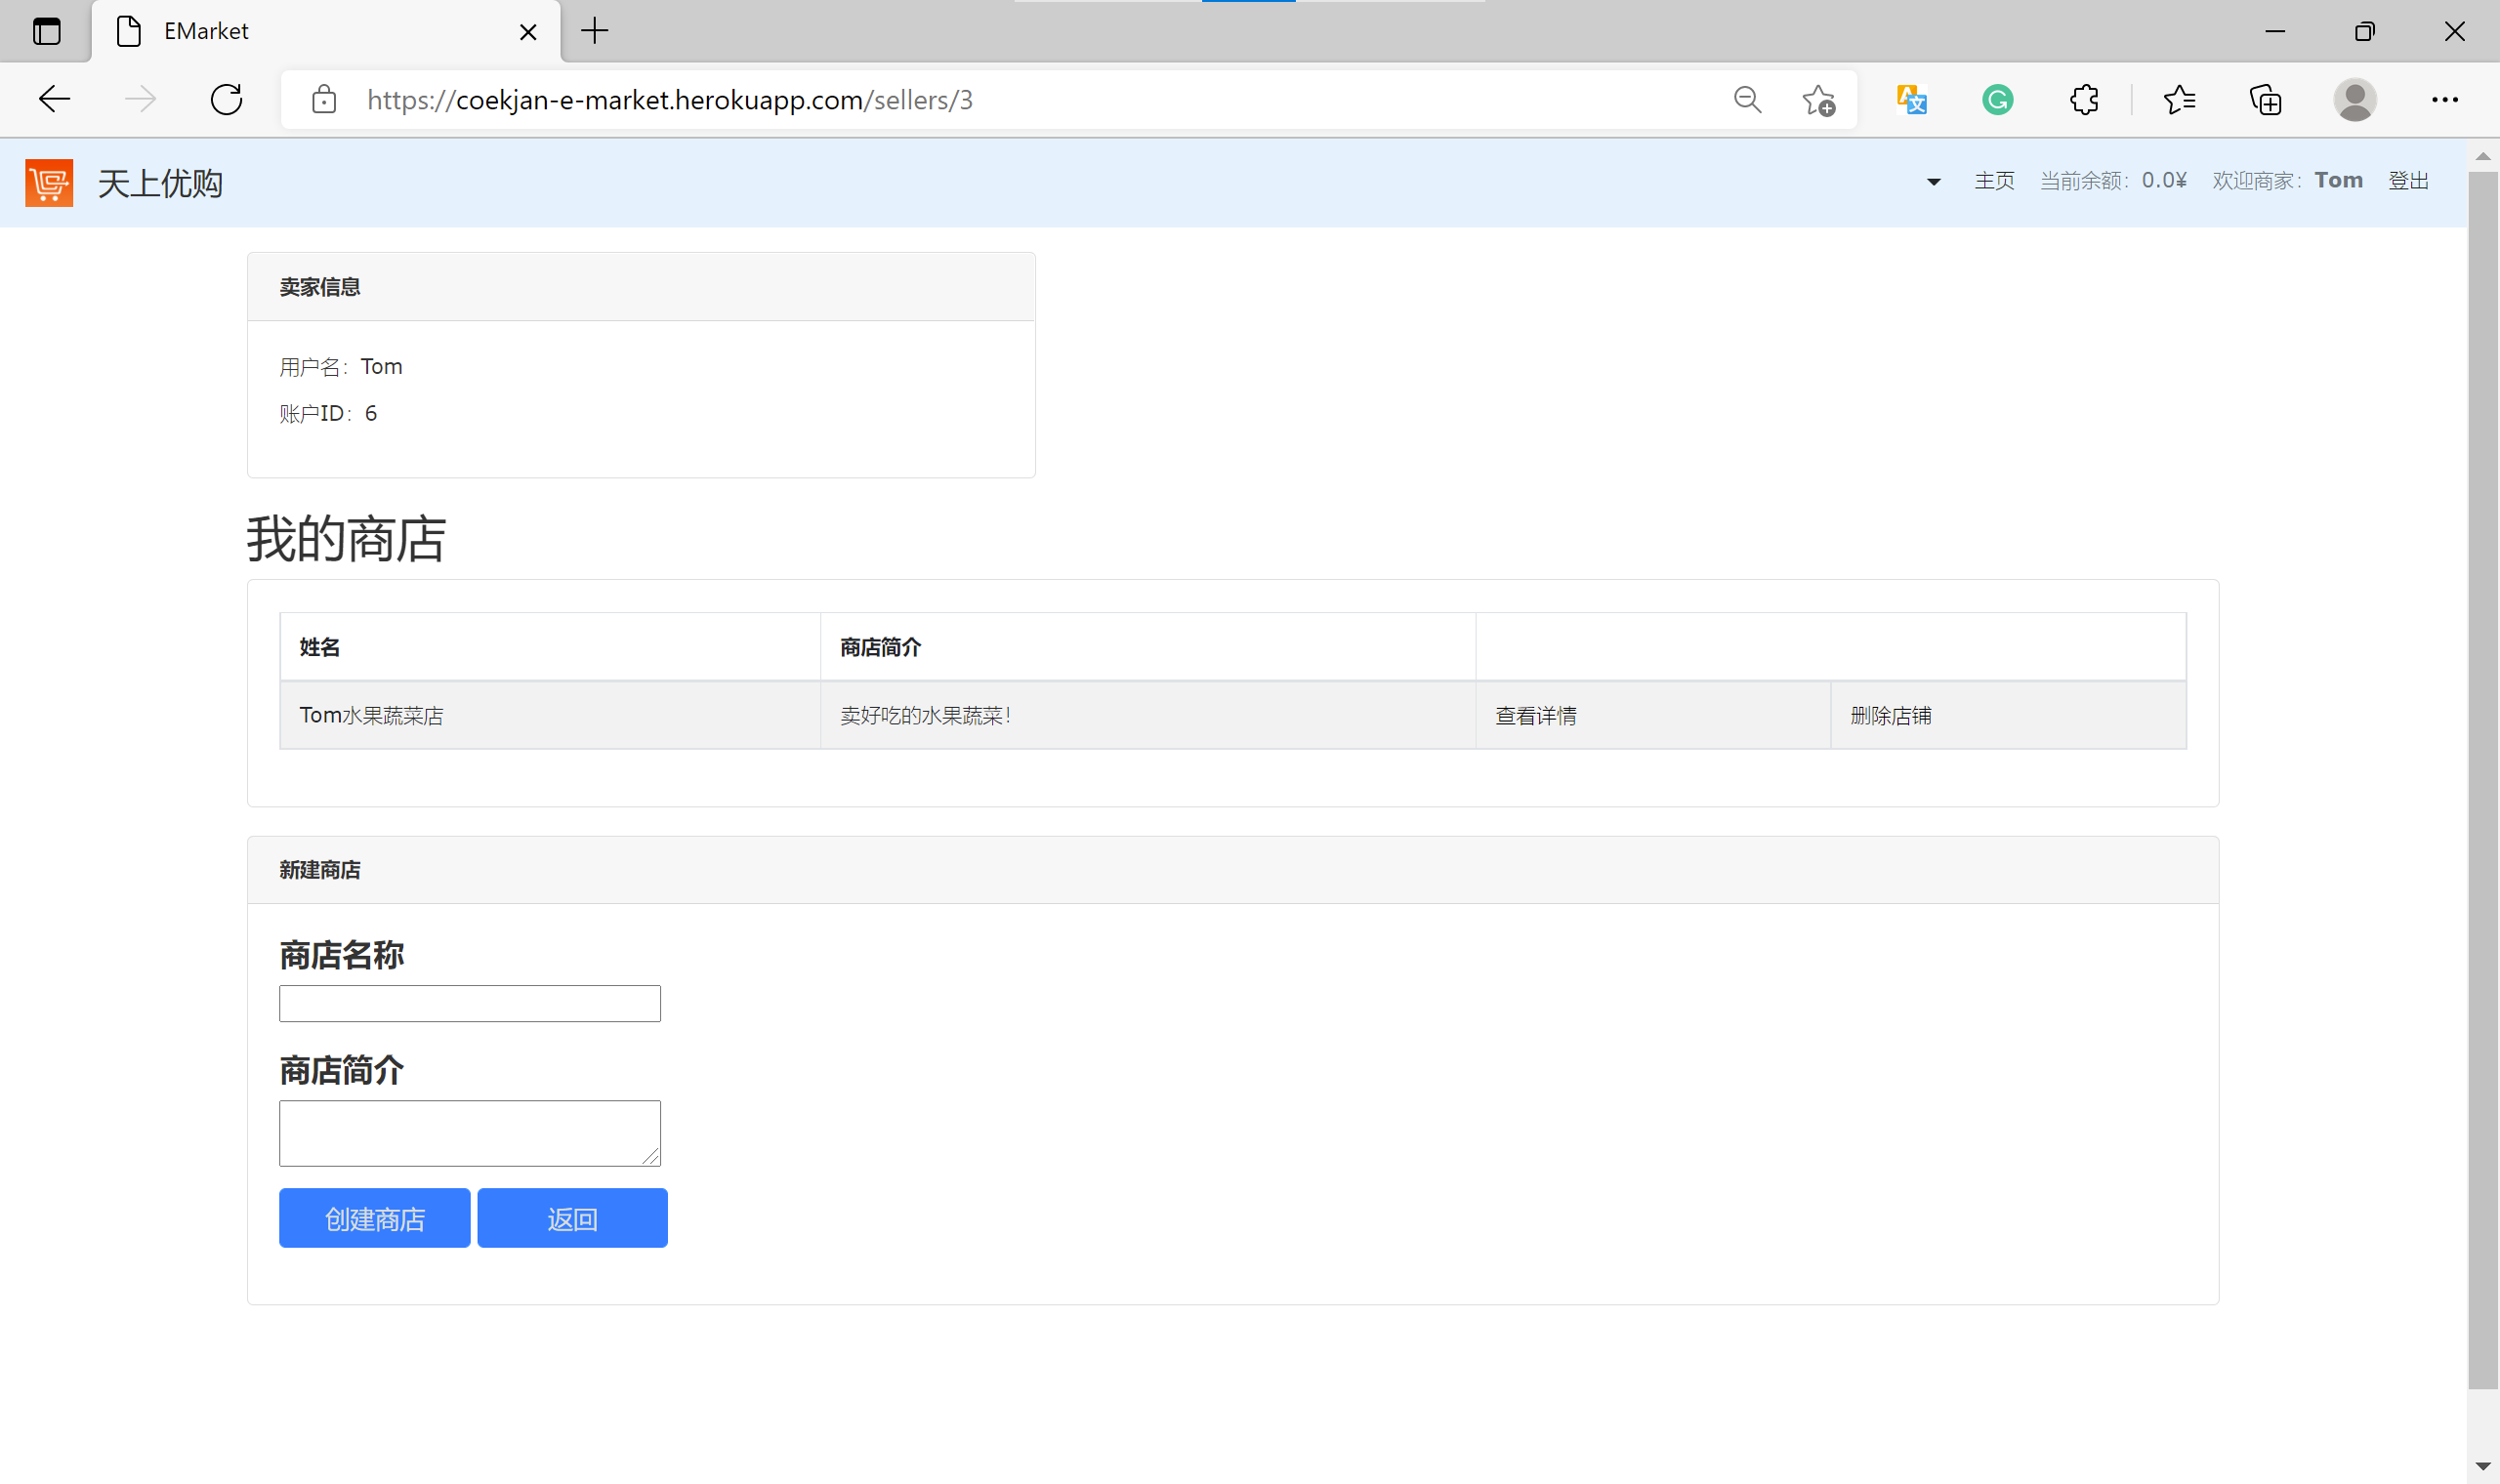 EMarket
https://coekjan-e-market.herokuapp.com/sellers/3
天上优购
主页 当前余额：0.0¥ 欢迎商家：Tom 登出
卖家信息
用户名：Tom
账户ID：6
我的商店
姓名 商店简介
Tom水果蔬菜店 卖好吃的水果蔬菜！ 查看详情 删除店铺
新建商店
商店名称
商店简介
创建商店 返回